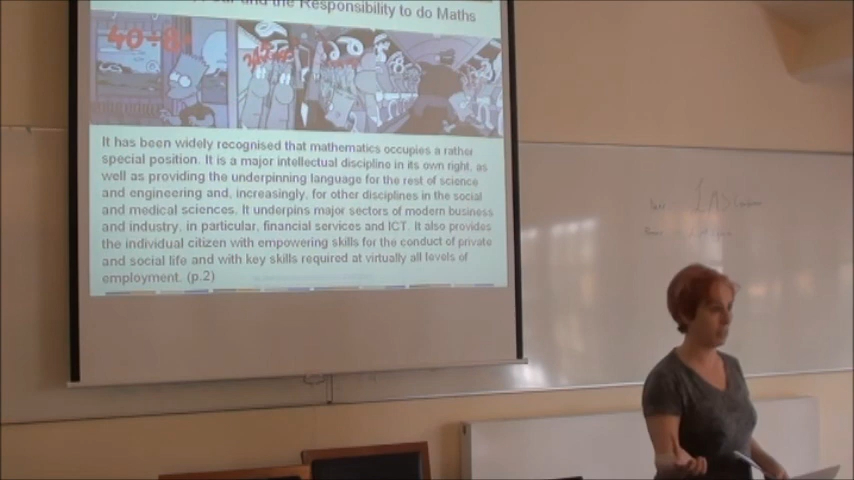 and the Responsibility to do Maths
40÷8
It has been widely recognised that mathematics occupies a rather
special position. It is a major intellectual discipline in its own right, as
well as providing the underpinning language for the rest of science
and engineering and, increasingly, for other disciplines in the social
and medical sciences. It underpins major sectors of modern business
and industry, in particular, financial services and ICT. It also provides
the individual citizen with empowering skills for the conduct of private
and social life and with key skills required at virtually all levels of
employment. (p.2)